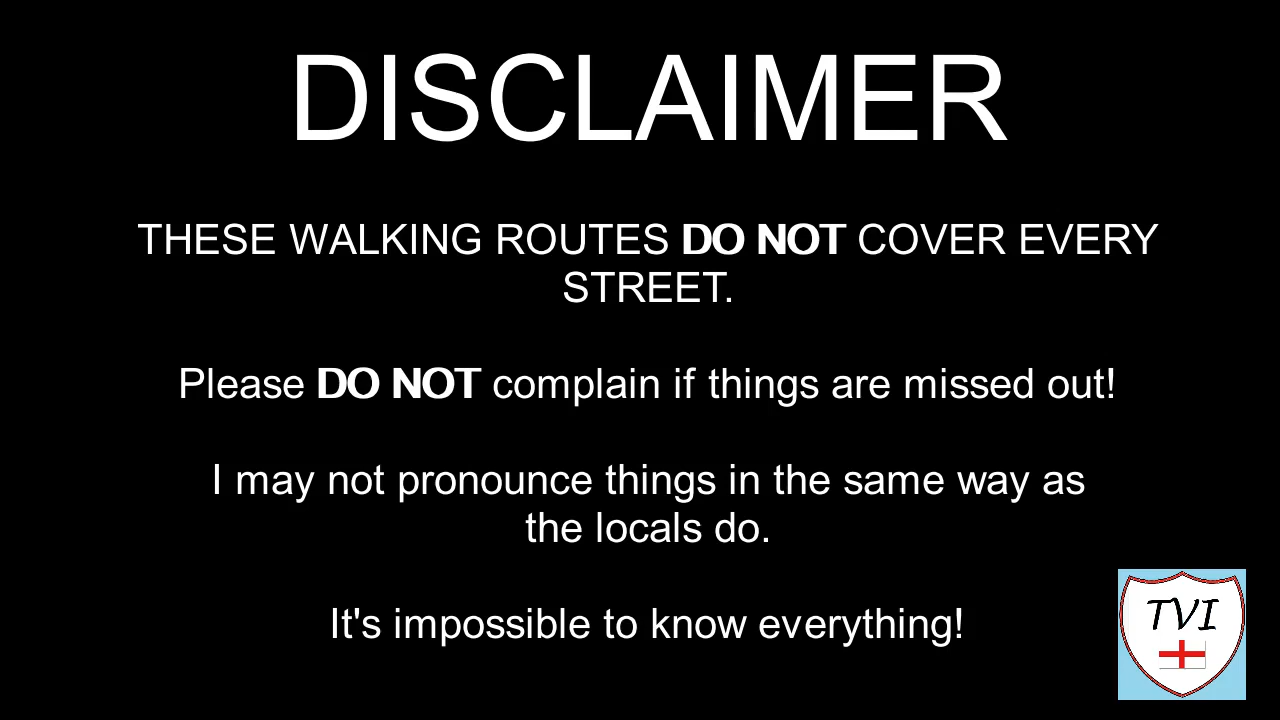 DISCLAIMER
THESE WALKING ROUTES DO NOT COVER EVERY
STREET.
Please DO NOT complain if things are missed out!
I may not pronounce things in the same way as
the locals do.
It's impossible to know everything!
TVI